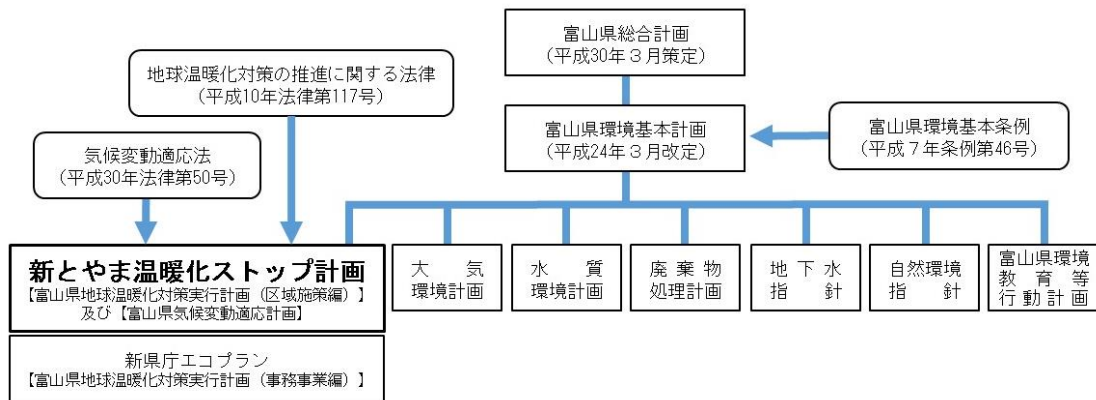 富山県総合計画
（平成30年３月策定）
地球温暖化対策の推進に関する法律
（平成10年法律第117号）
富山県環境基本計画
（平成24年３月改定）
富山県環境基本条例
（平成７年条例第46号）
気候変動適応法
（平成30年法律第50号）
新とやま温暖化ストップ計画
【富山県地球温暖化対策実行計画（区域施策編）】
及び【富山県気候変動適応計画】
大気
環境計画
水質
環境計画
廃棄物
処理計画
地下水
指針
自然環境
指針
富山県環境
教育等
行動計画
新県庁エコプラン
【富山県地球温暖化対策実行計画（事務事業編）】